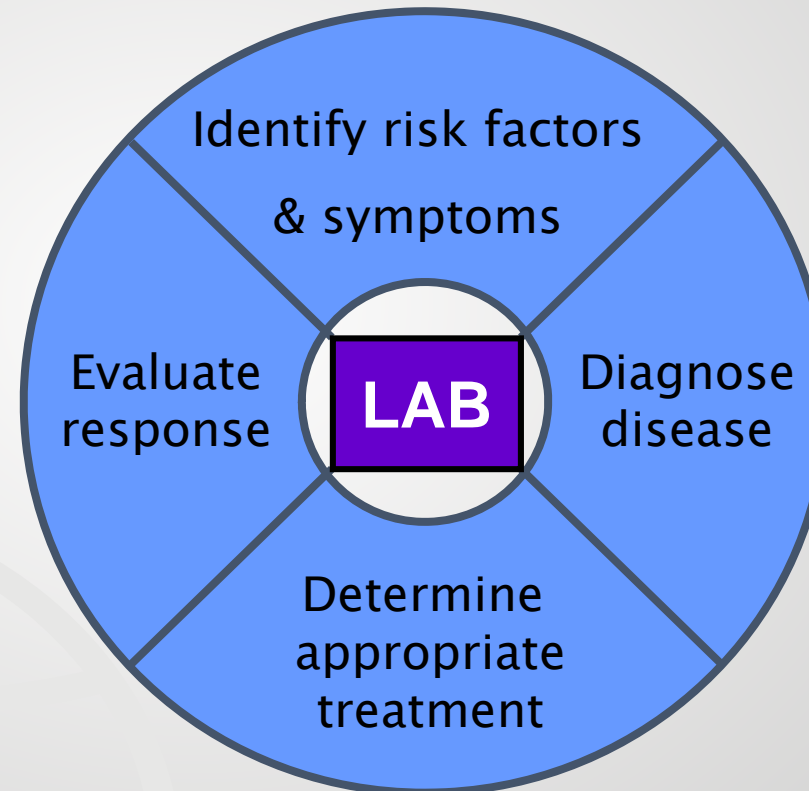 Identify risk factors
& symptoms
Evaluate
response
LAB
Diagnose
disease
Determine
appropriate
treatment